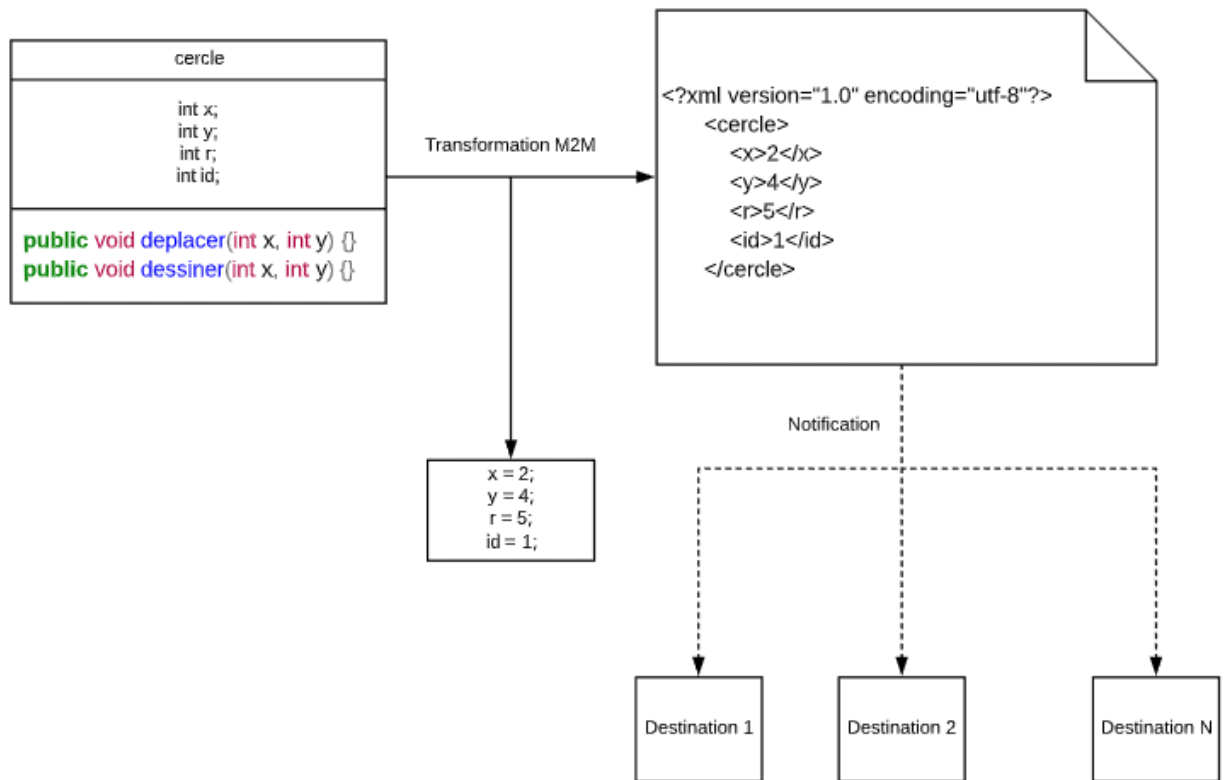 cercle
int x;
int y;
int r;
int id;
public void deplacer(int x, int y) {}
public void dessiner(int x, int y) {}
Transformation M2M
<?xml version="1.0" encoding="utf-8"?>
<cercle>
<x>2</x>
<y>4</y>
<r>5</r>
<id>1</id>
</cercle>
x = 2;
y = 4;
r = 5;
id = 1;
Notification
Destination 1
Destination 2
Destination N